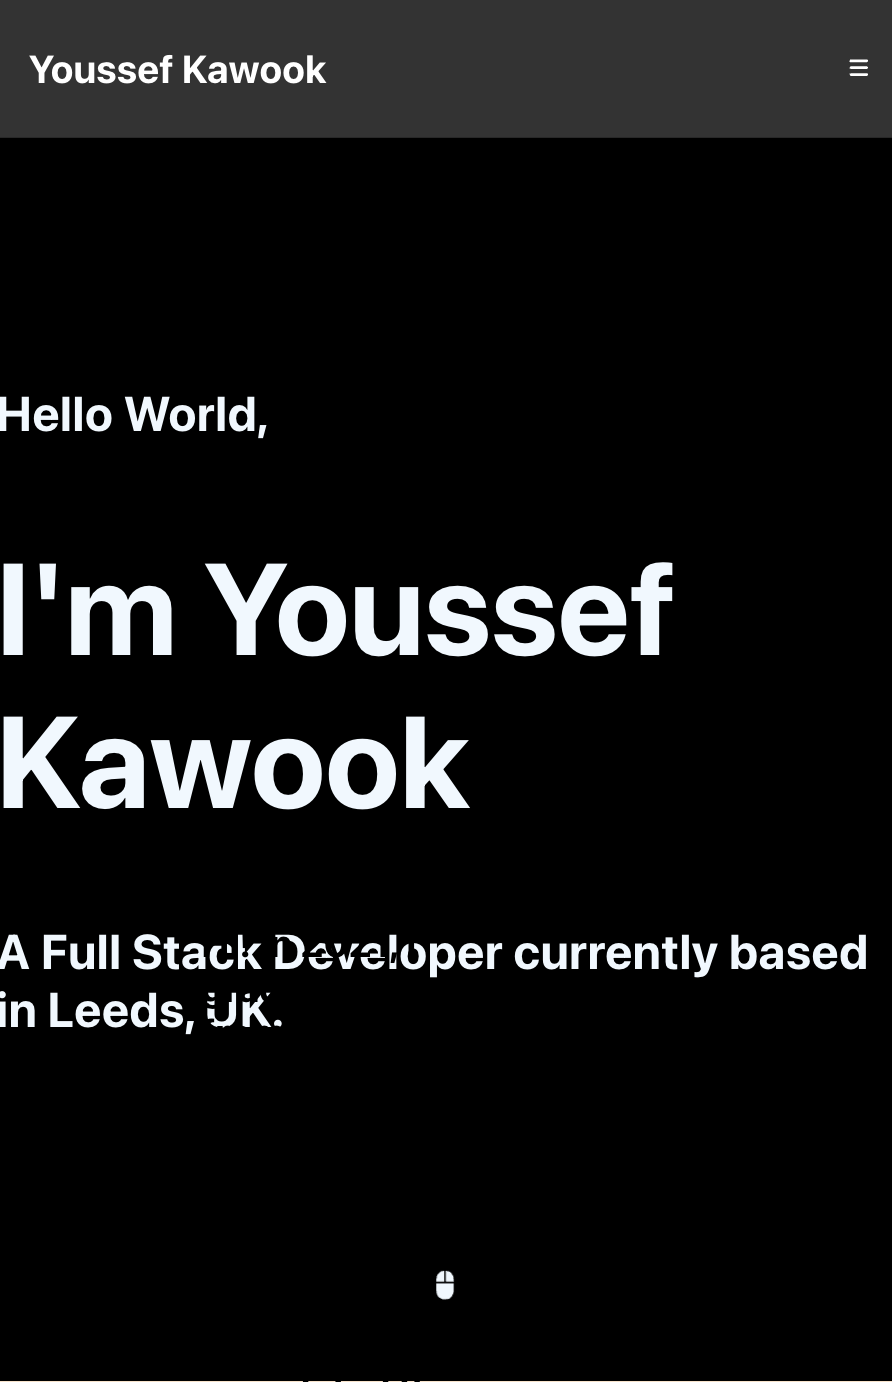 Youssef Kawook
Hello World,
I'm Youssef
Kawook
A Full Stack Developer currently based
in Leeds, UK.